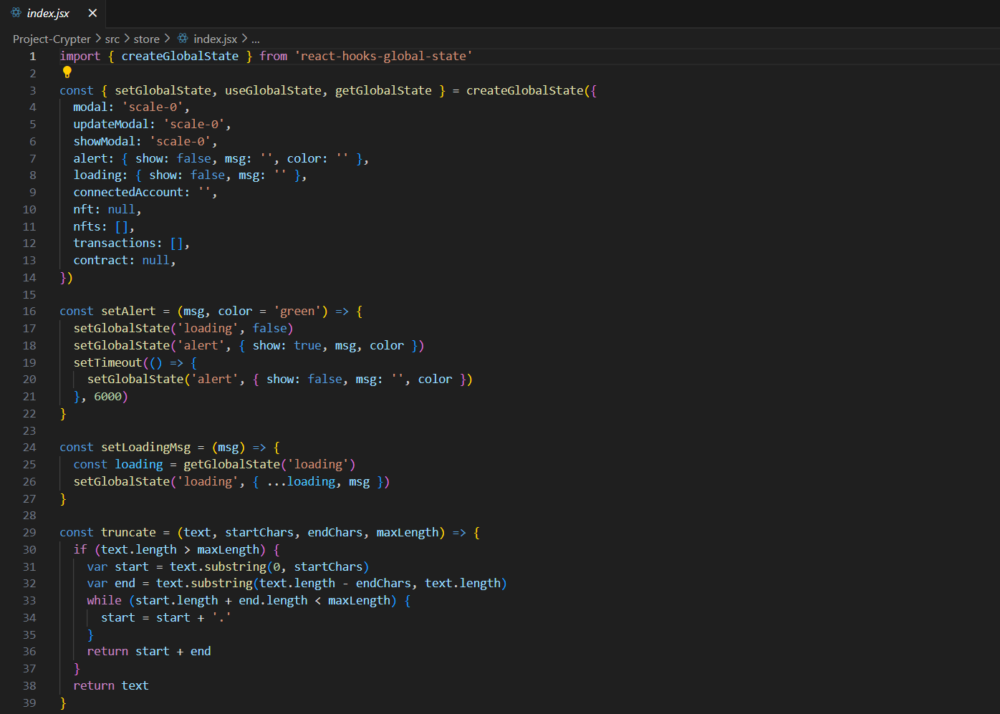 index.jsx ×
Project-Crypter > src > store > index.jsx > ...
1 import { createGlobalState } from 'react-hooks-global-state'
2
3 const { setGlobalState, useGlobalState, getGlobalState } = createGlobalState({
4   modal: 'scale-0',
5   updateModal: 'scale-0',
6   showModal: 'scale-0',
7   alert: { show: false, msg: '', color: '' },
8   loading: { show: false, msg: '' },
9   connectedAccount: '',
10   nft: null,
11   nfts: [],
12   transactions: [],
13   contract: null,
14 })
15
16 const setAlert = (msg, color = 'green') => {
17   setGlobalState('loading', false)
18   setGlobalState('alert', { show: true, msg, color })
19   setTimeout(() => {
20     setGlobalState('alert', { show: false, msg: '', color })
21   }, 6000)
22 }
23
24 const setLoadingMsg = (msg) => {
25   const loading = getGlobalState('loading')
26   setGlobalState('loading', { ...loading, msg })
27 }
28
29 const truncate = (text, startChars, endChars, maxLength) => {
30   if (text.length > maxLength) {
31     var start = text.substring(0, startChars)
32     var end = text.substring(text.length - endChars, text.length)
33     while (start.length + end.length < maxLength) {
34       start = start + '.'
35     }
36     return start + end
37   }
38   return text
39 }